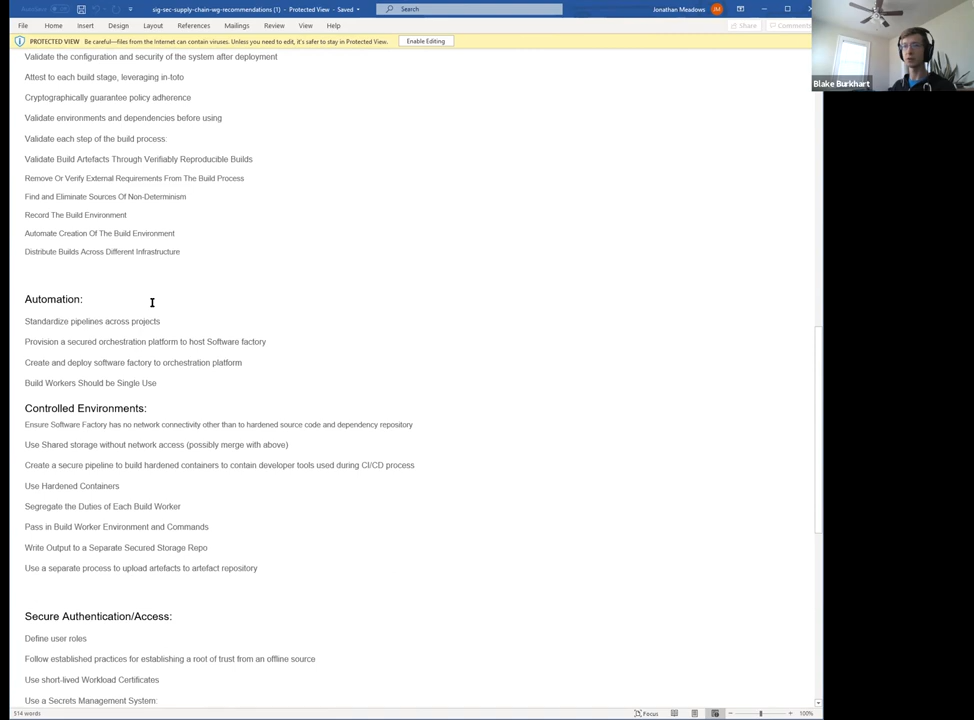 sig-sec-supply-chain-wg-recommendations (1) - Protected View - Saved
Search
Jonathan Meadows
JM
File Home Insert Design Layout References Mailings Review View Help
Share
Comments
PROTECTED VIEW Be careful—files from the Internet can contain viruses. Unless you need to edit, it's safer to stay in Protected View.
Enable Editing
Blake Burkhart
Validate the configuration and security of the system after deployment
Attest to each build stage, leveraging in-toto
Cryptographically guarantee policy adherence
Validate environments and dependencies before using
Validate each step of the build process:
Validate Build Artefacts Through Verifiably Reproducible Builds
Remove Or Verify External Requirements From The Build Process
Find and Eliminate Sources Of Non-Determinism
Record The Build Environment
Automate Creation Of The Build Environment
Distribute Builds Across Different Infrastructure
Automation:
Standardize pipelines across projects
Provision a secured orchestration platform to host Software factory
Create and deploy software factory to orchestration platform
Build Workers Should be Single Use
Controlled Environments:
Ensure Software Factory has no network connectivity other than to hardened source code and dependency repository
Use Shared storage without network access (possibly merge with above)
Create a secure pipeline to build hardened containers to contain developer tools used during CI/CD process
Use Hardened Containers
Segregate the Duties of Each Build Worker
Pass in Build Worker Environment and Commands
Write Output to a Separate Secured Storage Repo
Use a separate process to upload artefacts to artefact repository
Secure Authentication/Access:
Define user roles
Follow established practices for establishing a root of trust from an offline source
Use short-lived Workload Certificates
Use a Secrets Management System:
514 words
Focus
100%